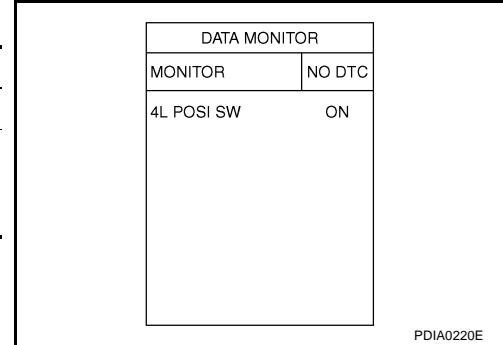 DATA MONITOR
MONITOR NO DTC
4L POSI SW ON
PDIA0220E